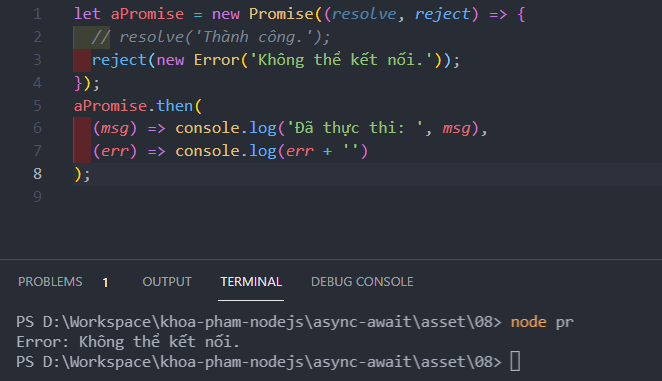 1 let aPromise = new Promise((resolve, reject) => {
2 // resolve('Thành công.');
3 reject(new Error('Không thể kết nối.'));
4 });
5 aPromise.then(
6 (msg) => console.log('Đã thực thi: ', msg),
7 (err) => console.log(err + '')
8 );
9
PROBLEMS 1 OUTPUT TERMINAL DEBUG CONSOLE
PS D:\Workspace\khoa-pham-nodejs\async-await\asset\08> node pr
Error: Không thể kết nối.
PS D:\Workspace\khoa-pham-nodejs\async-await\asset\08>